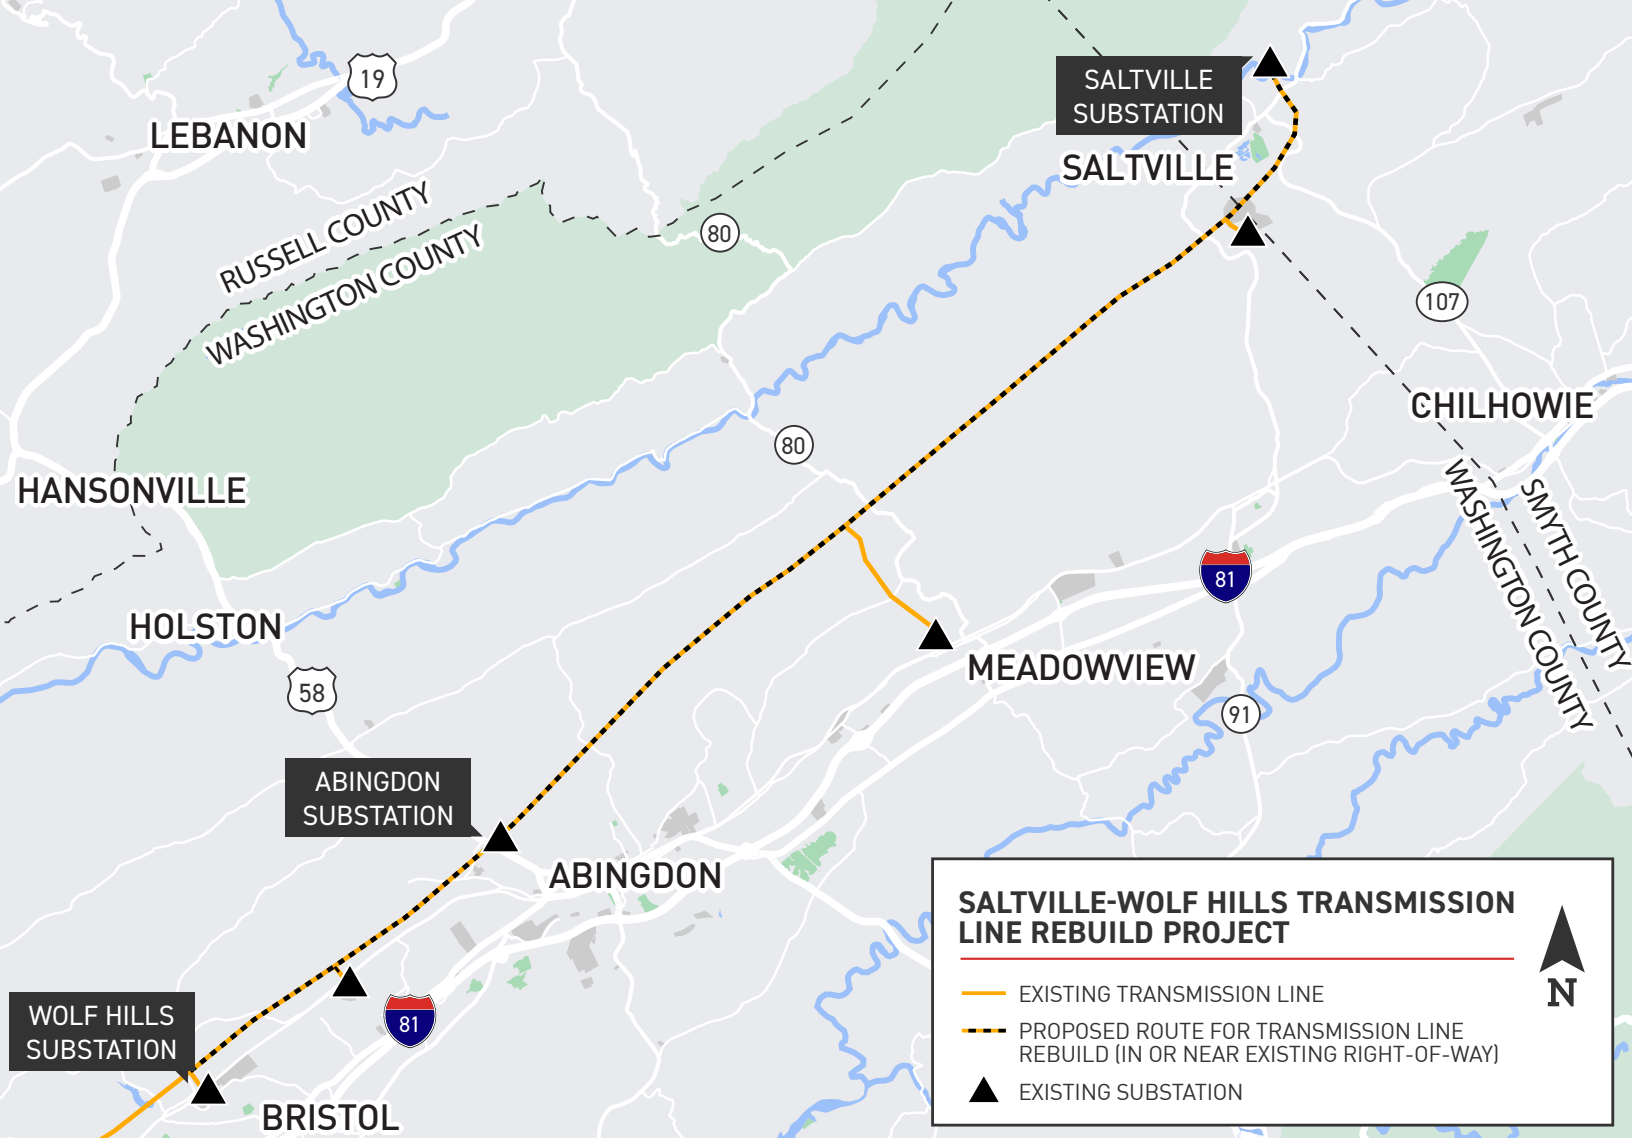 19
LEBANON
SALTVILLE
SUBSTATION
SALTVILLE
RUSSELL COUNTY
WASHINGTON COUNTY
80
107
CHILHOWIE
80
HANSONVILLE
WASHINGTON COUNTY
SMYTH COUNTY
81
HOLSTON
MEADOWVIEW
58
91
ABINGDON
SUBSTATION
ABINGDON
WOLF HILLS
SUBSTATION
81
BRISTOL
SALTVILLE-WOLF HILLS TRANSMISSION
LINE REBUILD PROJECT
N
EXISTING TRANSMISSION LINE
PROPOSED ROUTE FOR TRANSMISSION LINE
REBUILD (IN OR NEAR EXISTING RIGHT-OF-WAY)
EXISTING SUBSTATION